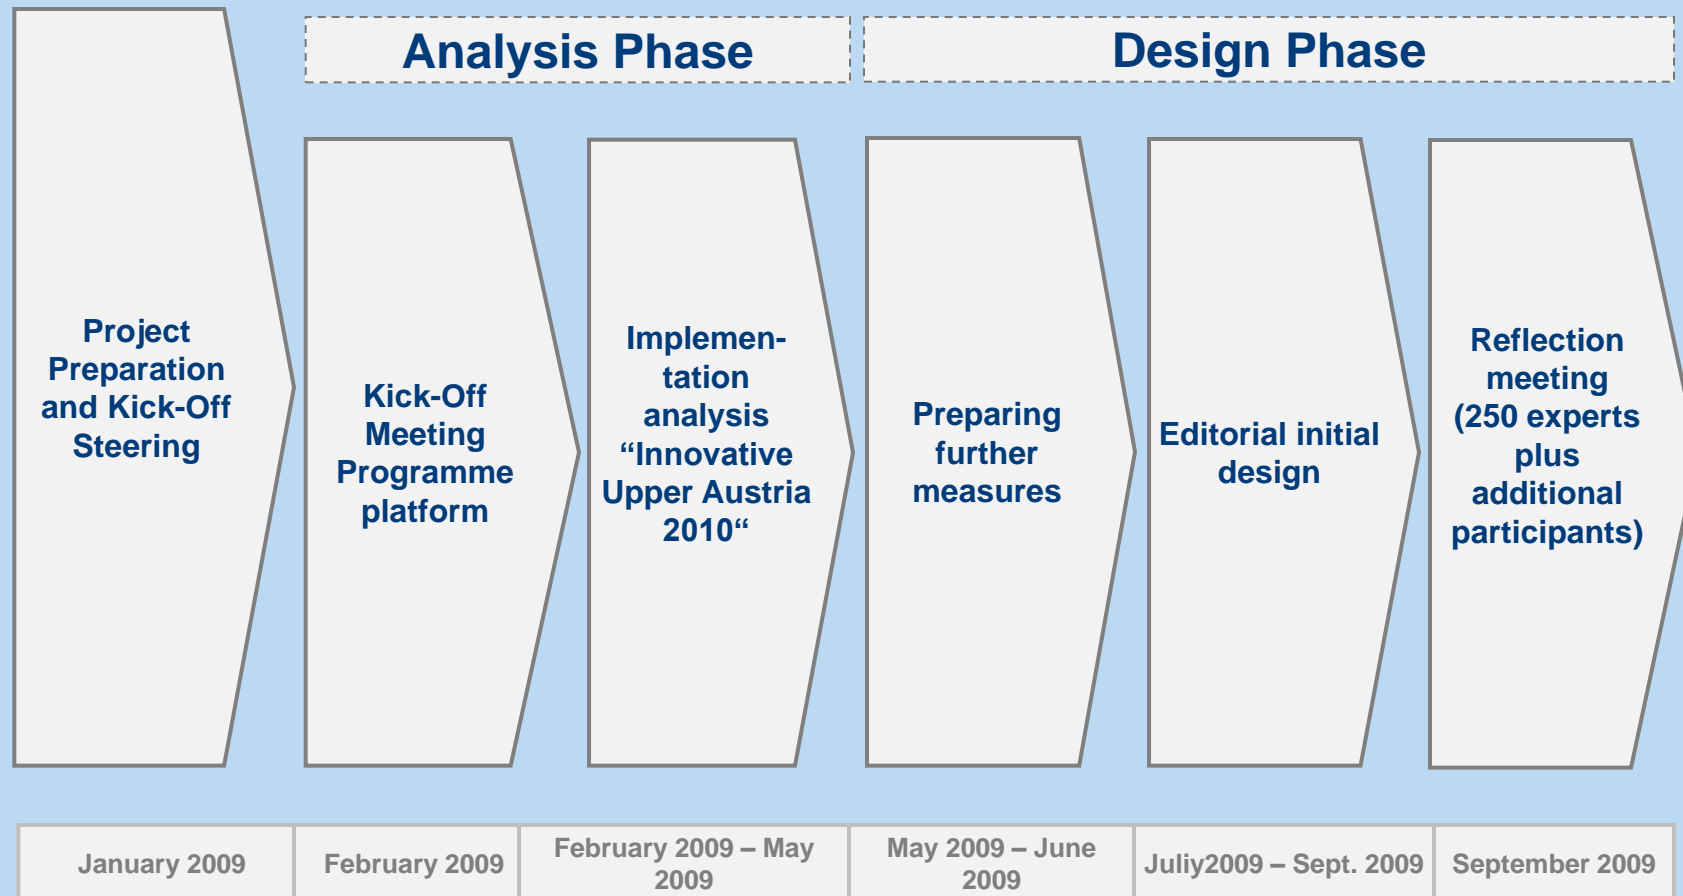 Analysis Phase
Design Phase
Project
Preparation
and Kick-Off
Steering
Kick-Off
Meeting
Programme
platform
Implemen-
tation
analysis
“Innovative
Upper Austria
2010“
Preparing
further
measures
Editorial initial
design
Reflection
meeting
(250 experts
plus
additional
participants)
January 2009
February 2009
February 2009 – May
2009
May 2009 – June
2009
Juliy2009 – Sept. 2009
September 2009